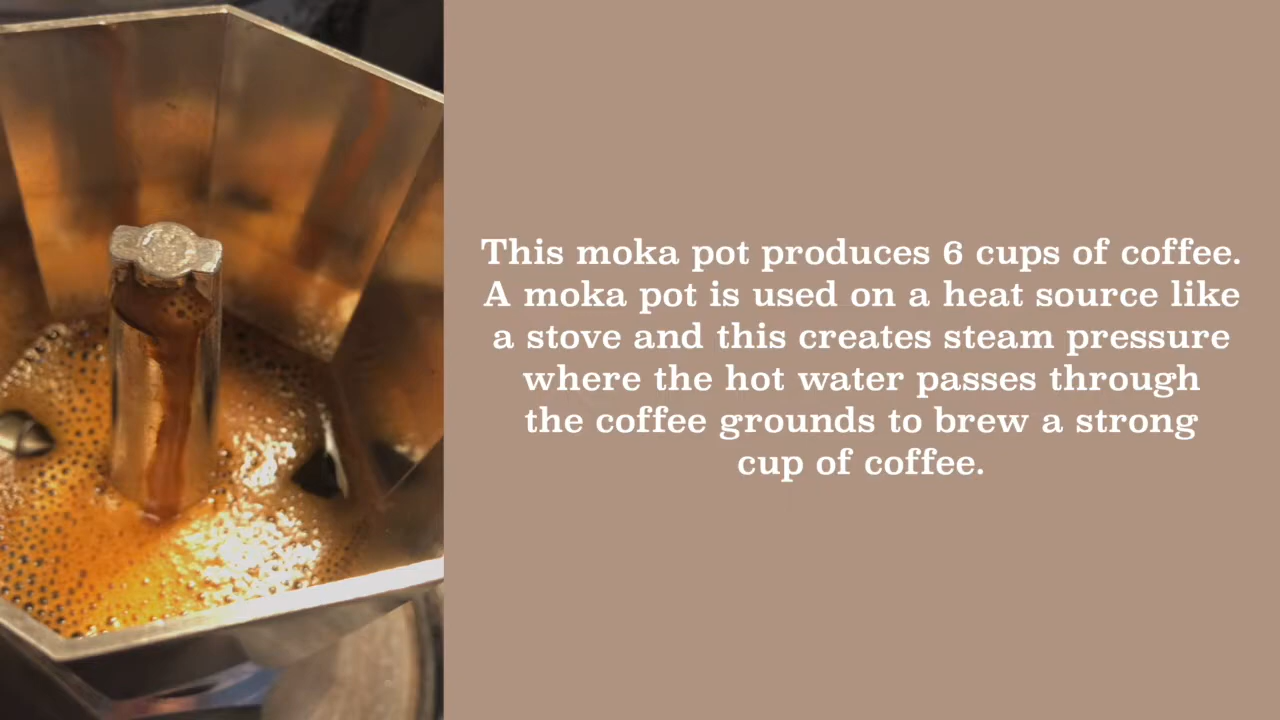 This moka pot produces 6 cups of coffee.
A moka pot is used on a heat source like
a stove and this creates steam pressure
where the hot water passes through
the coffee grounds to brew a strong
cup of coffee.